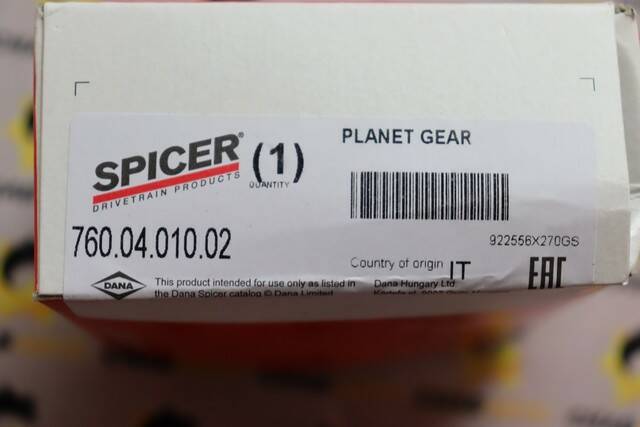 SPICER®
DRIVETRAIN PRODUCTS
(1)
QUANTITY
PLANET GEAR
760.04.010.02
922556X270GS
Country of origin IT
EAC
DANA
This product intended for use only as listed in
the Dana Spicer catalog © Dana Limited
Dana Hungary Ltd.